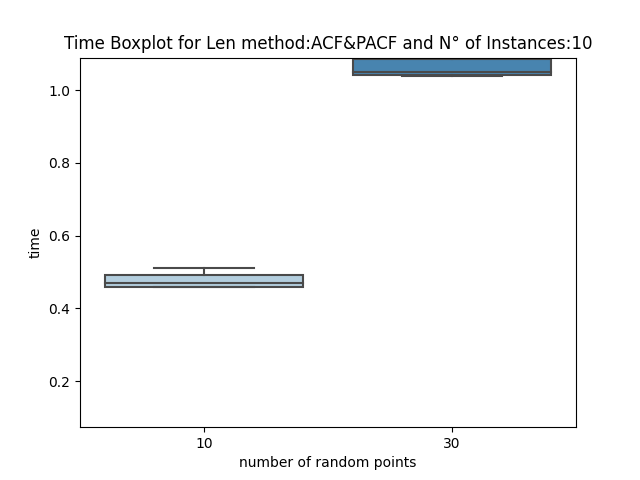 Time Boxplot for Len method:ACF&PACF and N° of Instances:10
1.0
0.8
0.6
0.4
0.2
time
10 30
number of random points